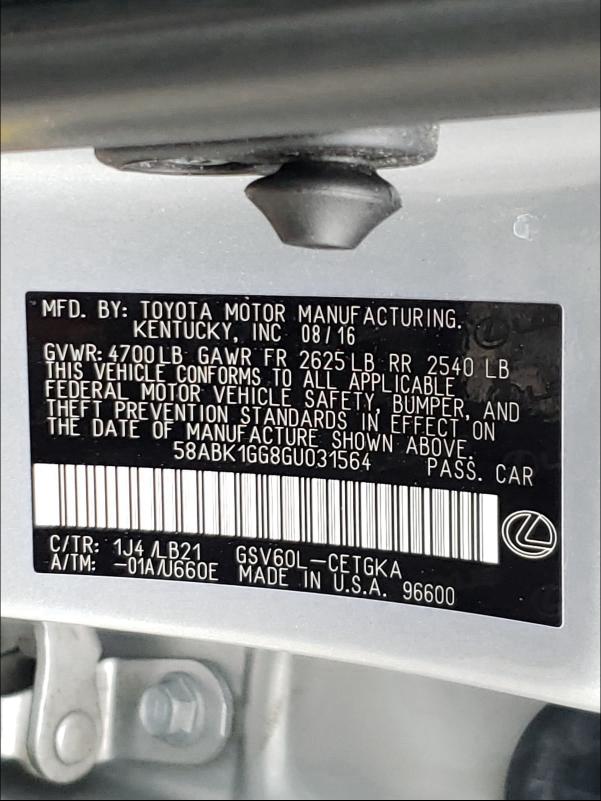 MFD. BY: TOYOTA MOTOR MANUFACTURING.
KENTUCKY, INC 08/16
GVWR: 4700LB GAWR FR 2625LB RR 2540 LB
THIS VEHICLE CONFORMS TO ALL APPLICABLE
FEDERAL MOTOR VEHICLE SAFETY, BUMPER, AND
THEFT PREVENTION STANDARDS IN EFFECT ON
THE DATE OF MANUFACTURE SHOWN ABOVE.
58ABK1GG8GU031564 PASS. CAR
C/TR: 1J4 /LB21 GSV60L-CETGKA
A/TM: -01A/U660E MADE IN U.S.A. 96600